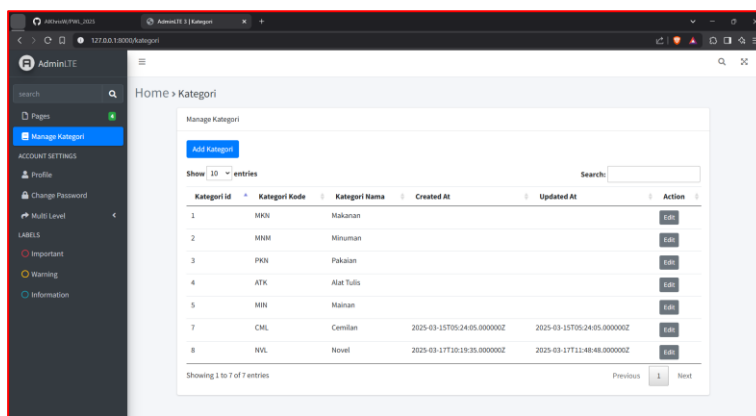 AlKhrisW/PWL_2025
AdminLTE 3 | Kategori
127.0.0.1:8000/kategori
AdminLTE
search
Pages 4
Manage Kategori
ACCOUNT SETTINGS
Profile
Change Password
Multi Level
LABELS
Important
Warning
Information
Home > Kategori
Manage Kategori
Add Kategori
Show 10 entries Search:
Kategori id Kategori Kode Kategori Nama Created At Updated At Action
1 MKN Makanan Edit
2 MNM Minuman Edit
3 PKN Pakaian Edit
4 ATK Alat Tulis Edit
5 MIN Mainan Edit
7 CML Cemilan 2025-03-15T05:24:05.000000Z 2025-03-15T05:24:05.000000Z Edit
8 NVL Novel 2025-03-17T10:19:35.000000Z 2025-03-17T11:48:48.000000Z Edit
Showing 1 to 7 of 7 entries Previous 1 Next